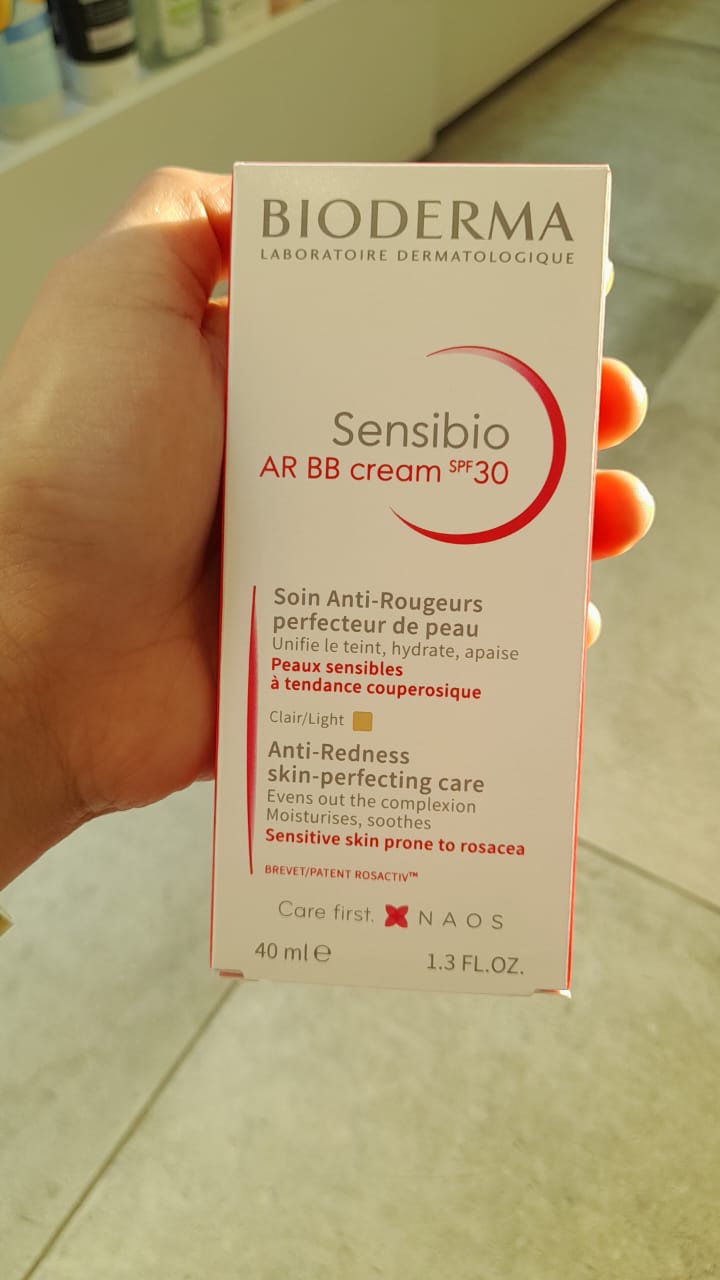 BIODERMA
LABORATOIRE DERMATOLOGIQUE
Sensibio
AR BB cream SPF30
Soin Anti-Rougeurs
perfecteur de peau
Unifie le teint, hydrate, apaise
Peaux sensibles
à tendance couperosique
Clair/Light
Anti-Redness
skin-perfecting care
Evens out the complexion
Moisturises, soothes
Sensitive skin prone to rosacea
BREVET/PATENT ROSACTIV™
Care first. NAOS
40 ml ℮ 1.3 FL.OZ.